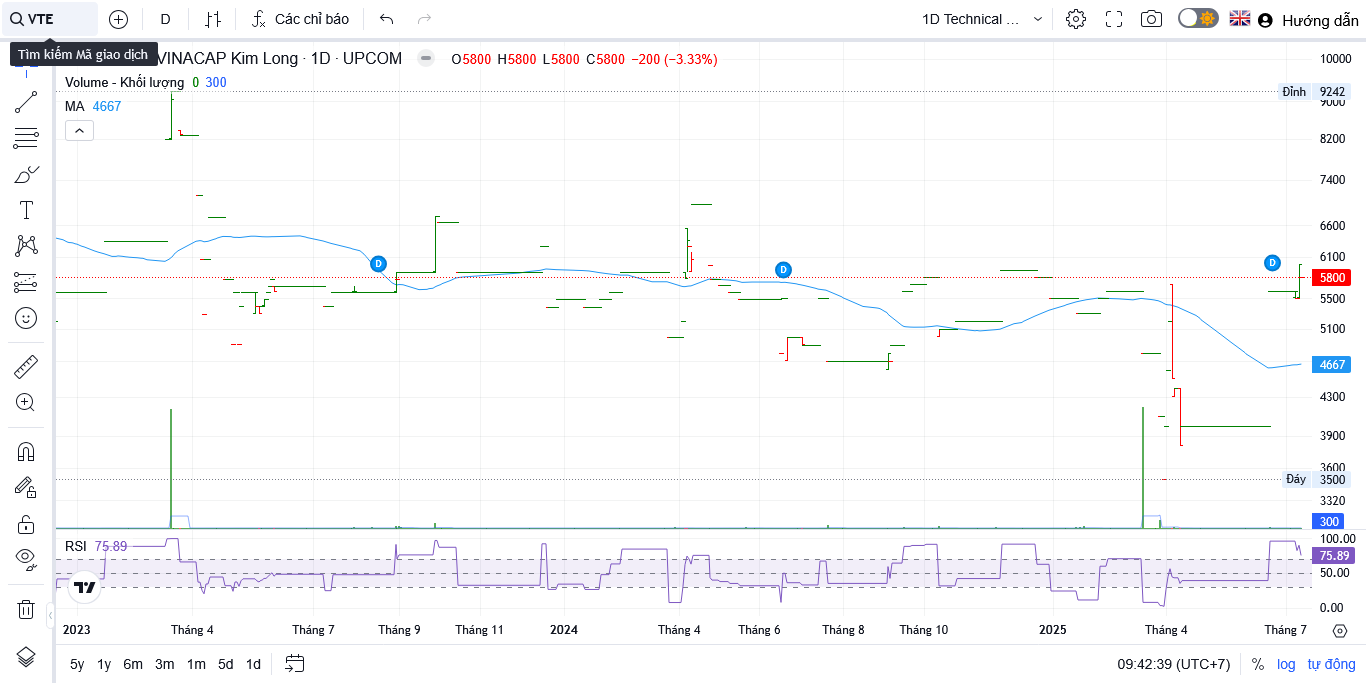 VTE
D
Các chỉ báo
1D Technical ...
Hướng dẫn
Tìm kiếm Mã giao dịch
VINACAP Kim Long · 1D · UPCOM
O5800 H5800 L5800 C5800 −200 (−3.33%)
Volume - Khối lượng 0 300
MA 4667
10000
Đỉnh 9242
9000
8200
7400
6600
6100
5800
5500
5100
4667
4300
3900
3600
Đáy 3500
3320
300
D
D
D
RSI 75.89
100.00
75.89
50.00
0.00
2023 Tháng 4 Tháng 7 Tháng 9 Tháng 11 2024 Tháng 4 Tháng 6 Tháng 8 Tháng 10 2025 Tháng 4 Tháng 7
5y 1y 6m 3m 1m 5d 1d
09:42:39 (UTC+7) % log tự động